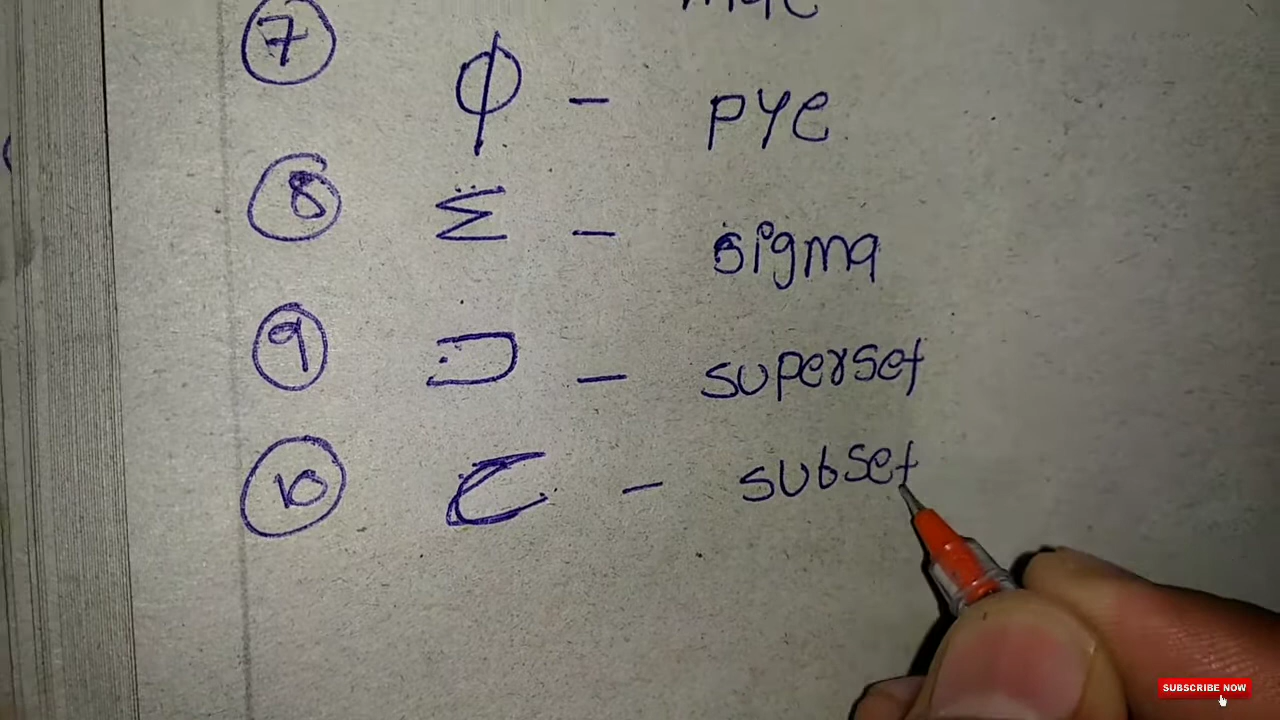 7 ϕ – PYE
8 Σ – sigma
9 ⊃ – superset
10 ⊂ – subset
SUBSCRIBE NOW